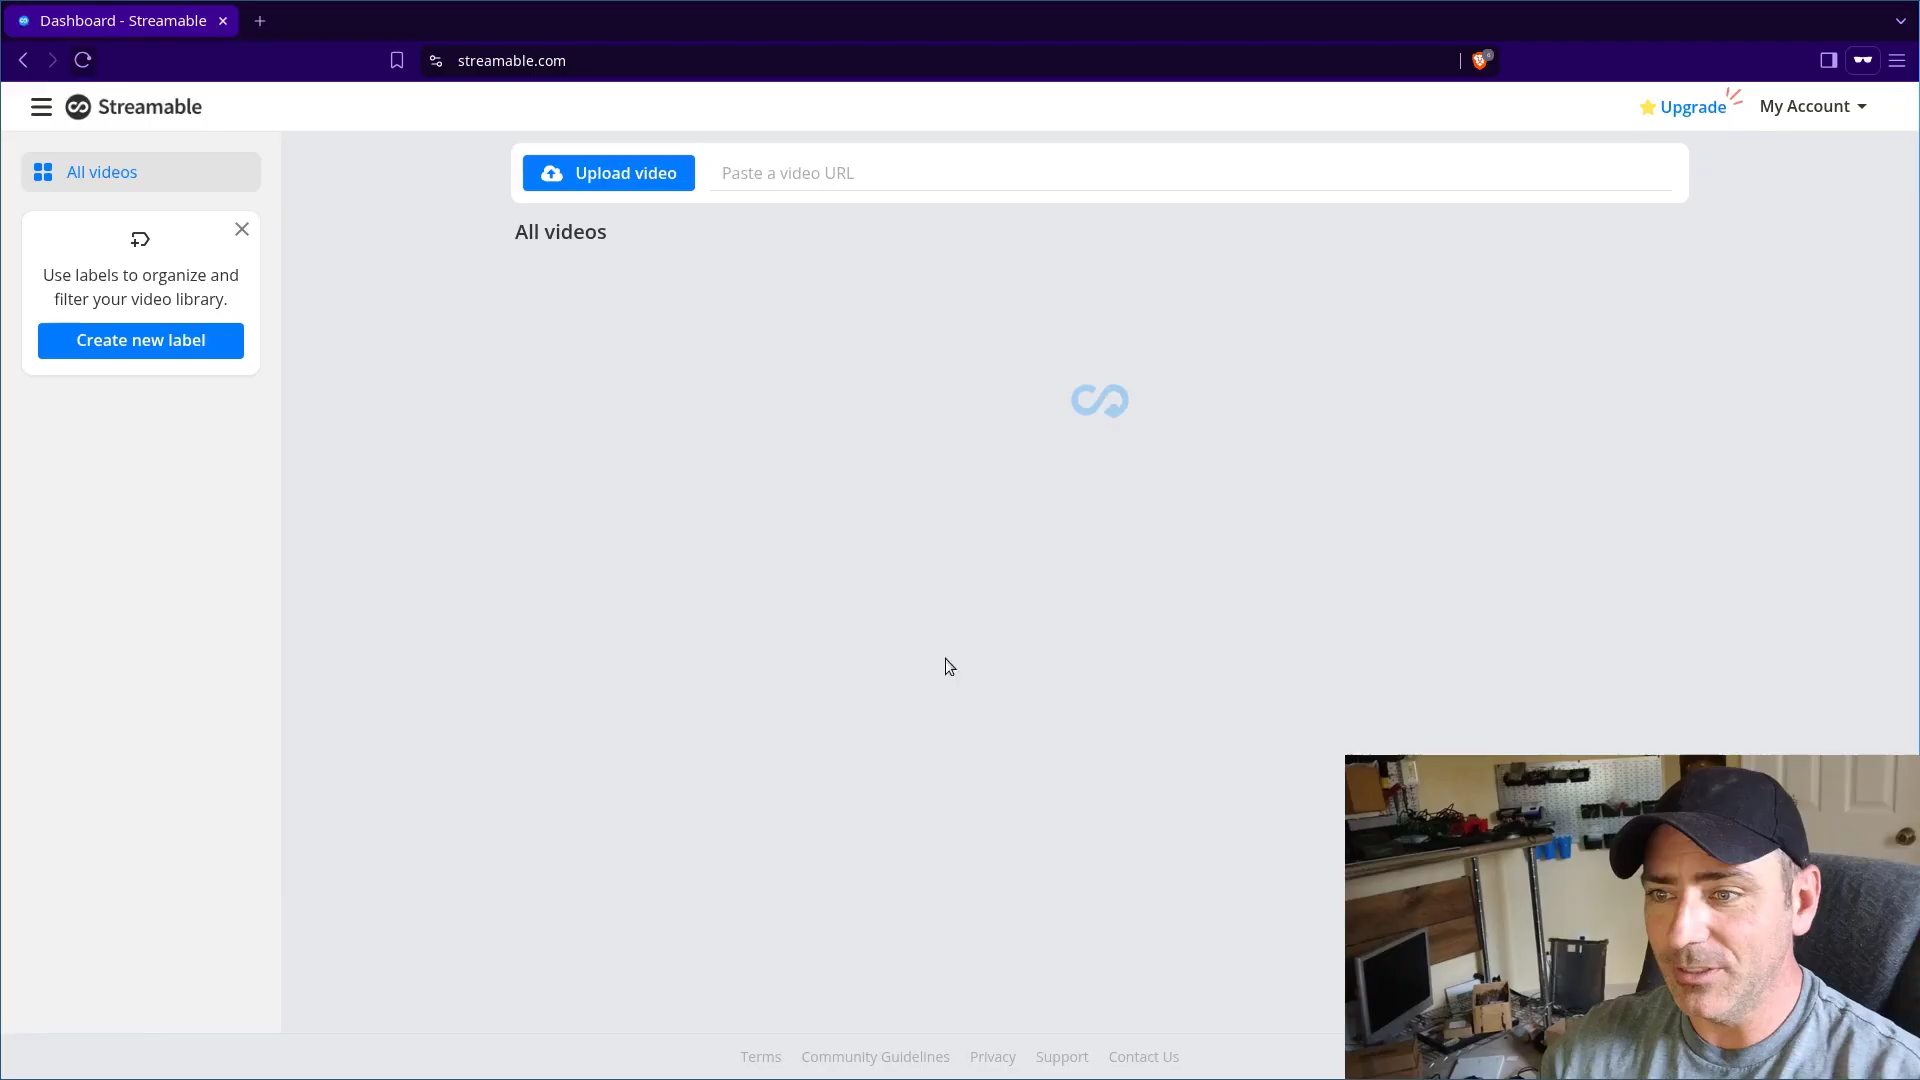 Dashboard - Streamable
streamable.com
Streamable
Upgrade
My Account
All videos
Upload video
Paste a video URL
All videos
Use labels to organize and
filter your video library.
Create new label
Terms
Community Guidelines
Privacy
Support
Contact Us